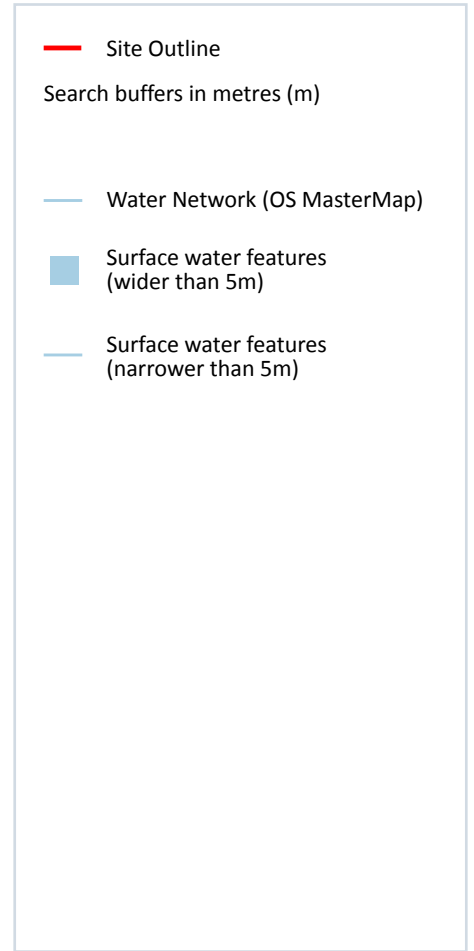 Site Outline
Search buffers in metres (m)
Water Network (OS MasterMap)
Surface water features
(wider than 5m)
Surface water features
(narrower than 5m)